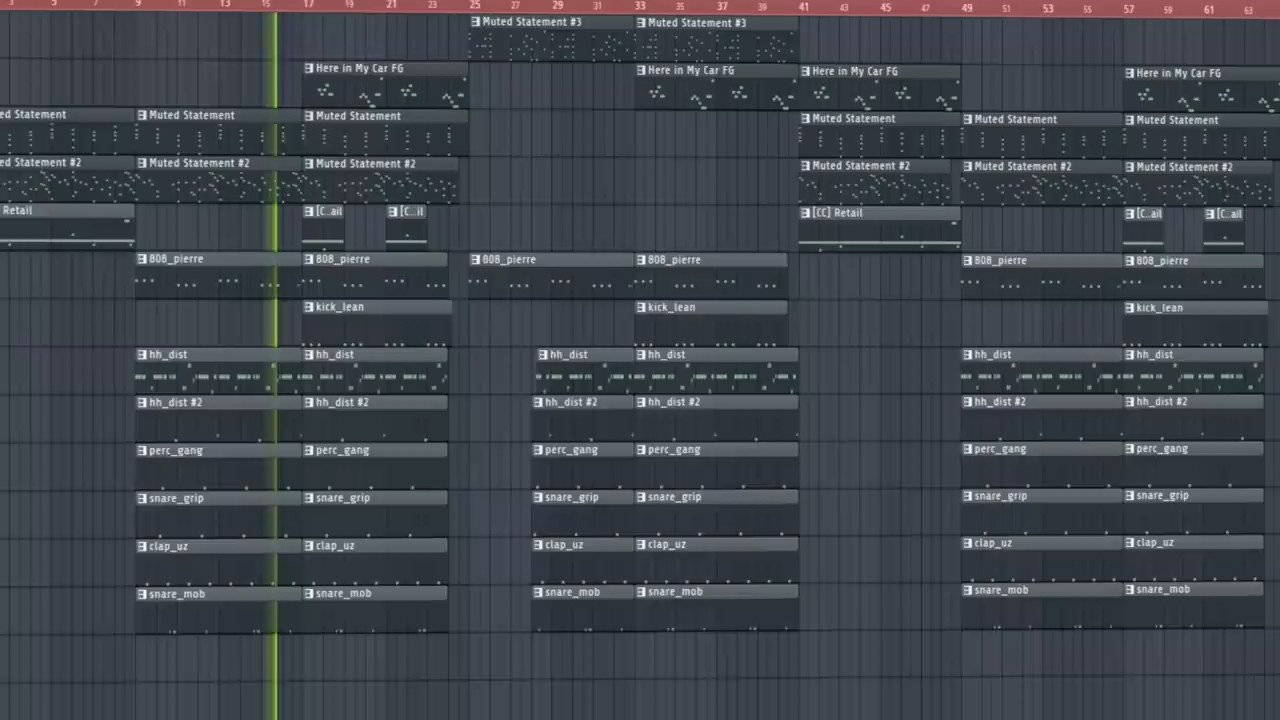 3 5 7 9 11 13 15 17 19 21 23 25 27 29 31 33 35 37 39 41 43 45 47 49 51 53 55 57 59 61 63
Muted Statement #3 Muted Statement #3
Here in My Car FG Here in My Car FG Here in My Car FG Here in My Car FG
ed Statement Muted Statement Muted Statement Muted Statement Muted Statement Muted Statement
ed Statement #2 Muted Statement #2 Muted Statement #2 Muted Statement #2 Muted Statement #2 Muted Statement #2
Retail [C..ail [C..il [CC] Retail [C..ail [C..ail
808_pierre 808_pierre 808_pierre 808_pierre 808_pierre 808_pierre
kick_lean kick_lean kick_lean
hh_dist hh_dist hh_dist hh_dist hh_dist hh_dist
hh_dist #2 hh_dist #2 hh_dist #2 hh_dist #2 hh_dist #2 hh_dist #2
perc_gang perc_gang perc_gang perc_gang perc_gang perc_gang
snare_grip snare_grip snare_grip snare_grip snare_grip snare_grip
clap_uz clap_uz clap_uz clap_uz clap_uz clap_uz
snare_mob snare_mob snare_mob snare_mob snare_mob snare_mob